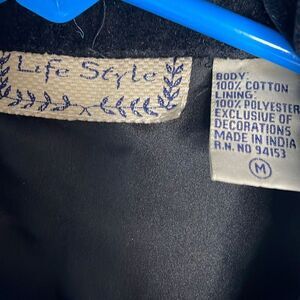 Life Style
BODY:
100% COTTON
LINING:
100% POLYESTER
EXCLUSIVE OF
DECORATIONS
MADE IN INDIA
R.N. NO 94153
M